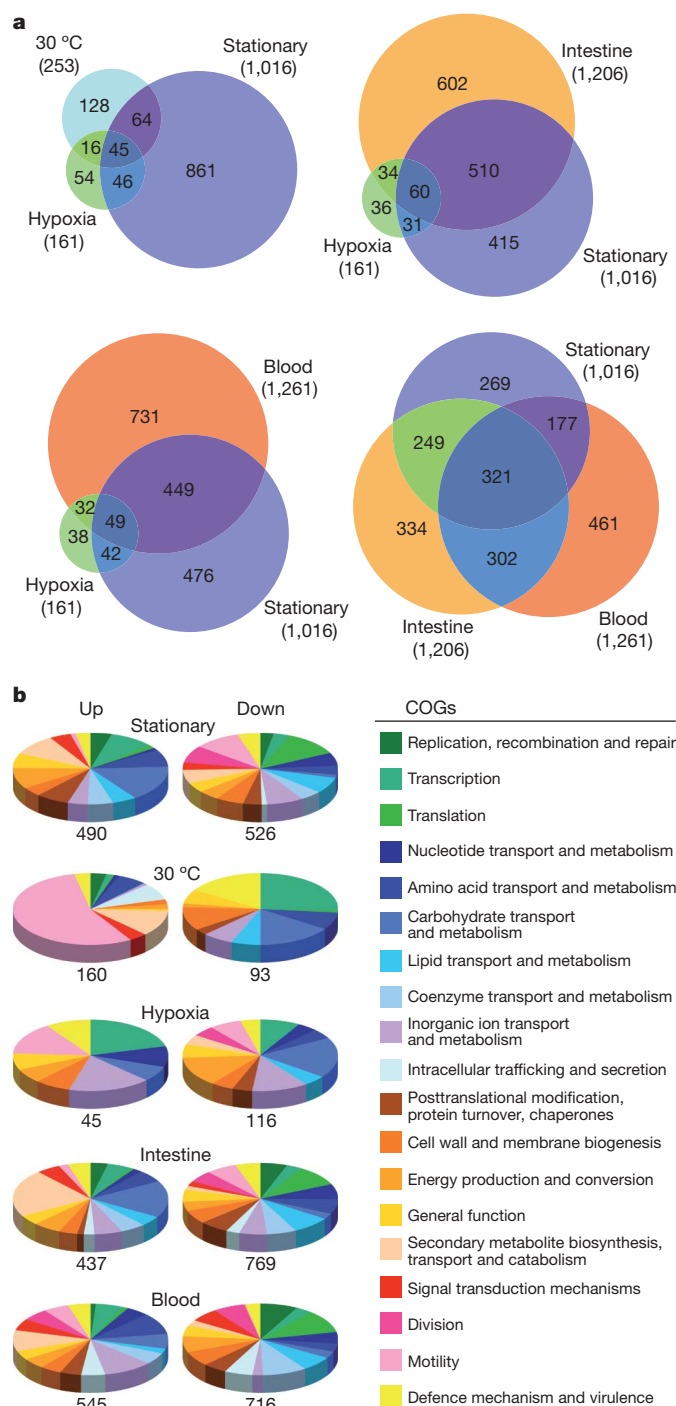 a
30 ºC
(253)
Stationary
(1,016)
128
64
16
45
54
46
861
Hypoxia
(161)
Intestine
(1,206)
602
34
60
510
36
31
415
Hypoxia
(161)
Stationary
(1,016)
Blood
(1,261)
731
449
32
49
38
42
476
Hypoxia
(161)
Stationary
(1,016)
Stationary
(1,016)
269
249
177
321
334
302
461
Intestine
(1,206)
Blood
(1,261)
b
Up
Down
Stationary
490
526
30 ºC
160
93
Hypoxia
45
116
Intestine
437
769
Blood
545
716
COGs
Replication, recombination and repair
Transcription
Translation
Nucleotide transport and metabolism
Amino acid transport and metabolism
Carbohydrate transport
and metabolism
Lipid transport and metabolism
Coenzyme transport and metabolism
Inorganic ion transport
and metabolism
Intracellular trafficking and secretion
Posttranslational modification,
protein turnover, chaperones
Cell wall and membrane biogenesis
Energy production and conversion
General function
Secondary metabolite biosynthesis,
transport and catabolism
Signal transduction mechanisms
Division
Motility
Defence mechanism and virulence